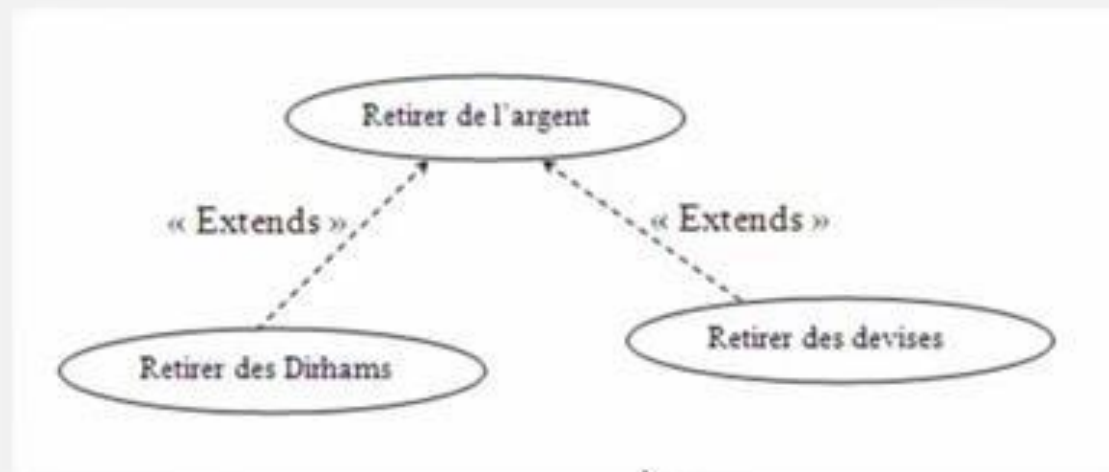 Retirer de l'argent
« Extends »
« Extends »
Retirer des Dirhams
Retirer des devises